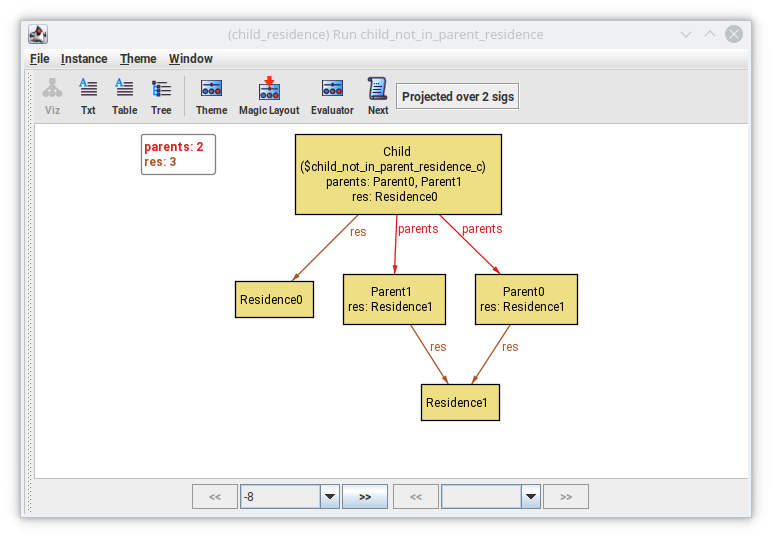 (child_residence) Run child_not_in_parent_residence
File Instance Theme Window
Viz Txt Table Tree Theme Magic Layout Evaluator Next Projected over 2 sigs
parents: 2
res: 3
Child
($child_not_in_parent_residence_c)
parents: Parent0, Parent1
res: Residence0
res parents parents
Residence0
Parent1
res: Residence1
Parent0
res: Residence1
res res
Residence1
<< -8 >> << >>